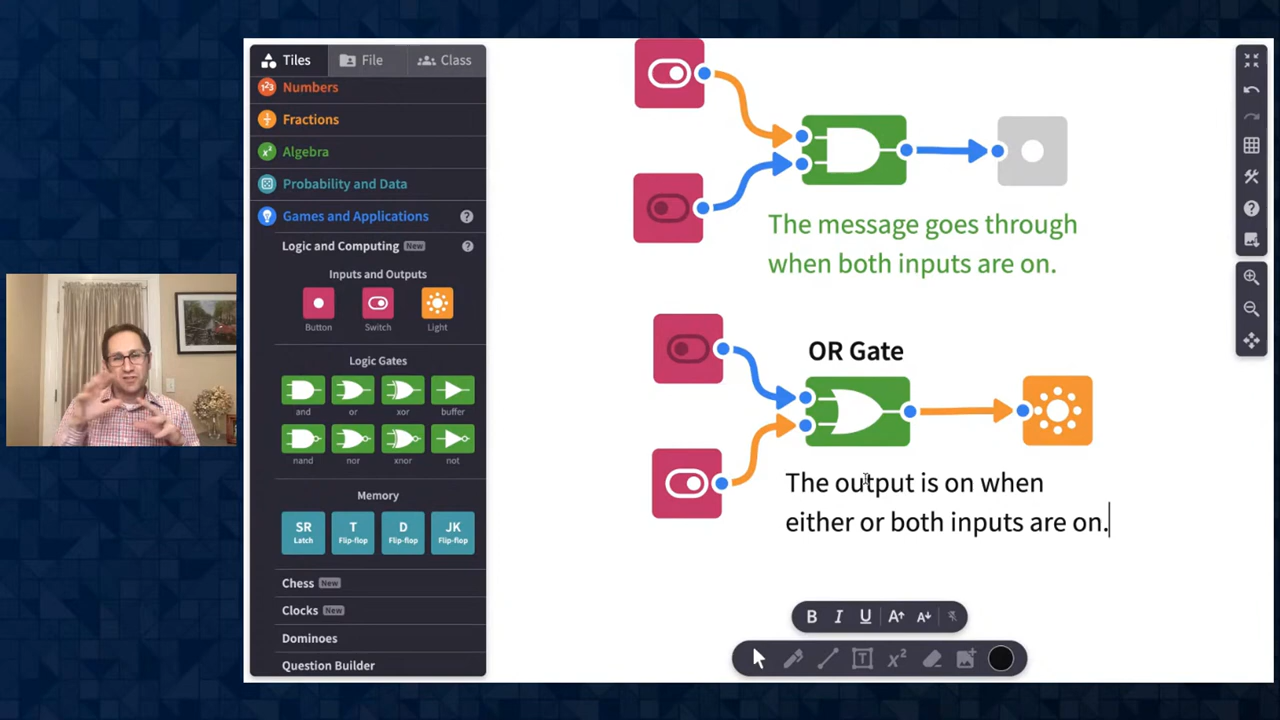 Tiles
File
Class
Numbers
Fractions
Algebra
Probability and Data
Games and Applications
Logic and Computing New
Inputs and Outputs
Button Switch Light
Logic Gates
and or xor buffer
nand nor xnor not
Memory
SR T D JK
Latch Flip-flop Flip-flop Flip-flop
Chess New
Clocks New
Dominoes
Question Builder
The message goes through
when both inputs are on.
OR Gate
The output is on when
either or both inputs are on.
B I U A A
T x²